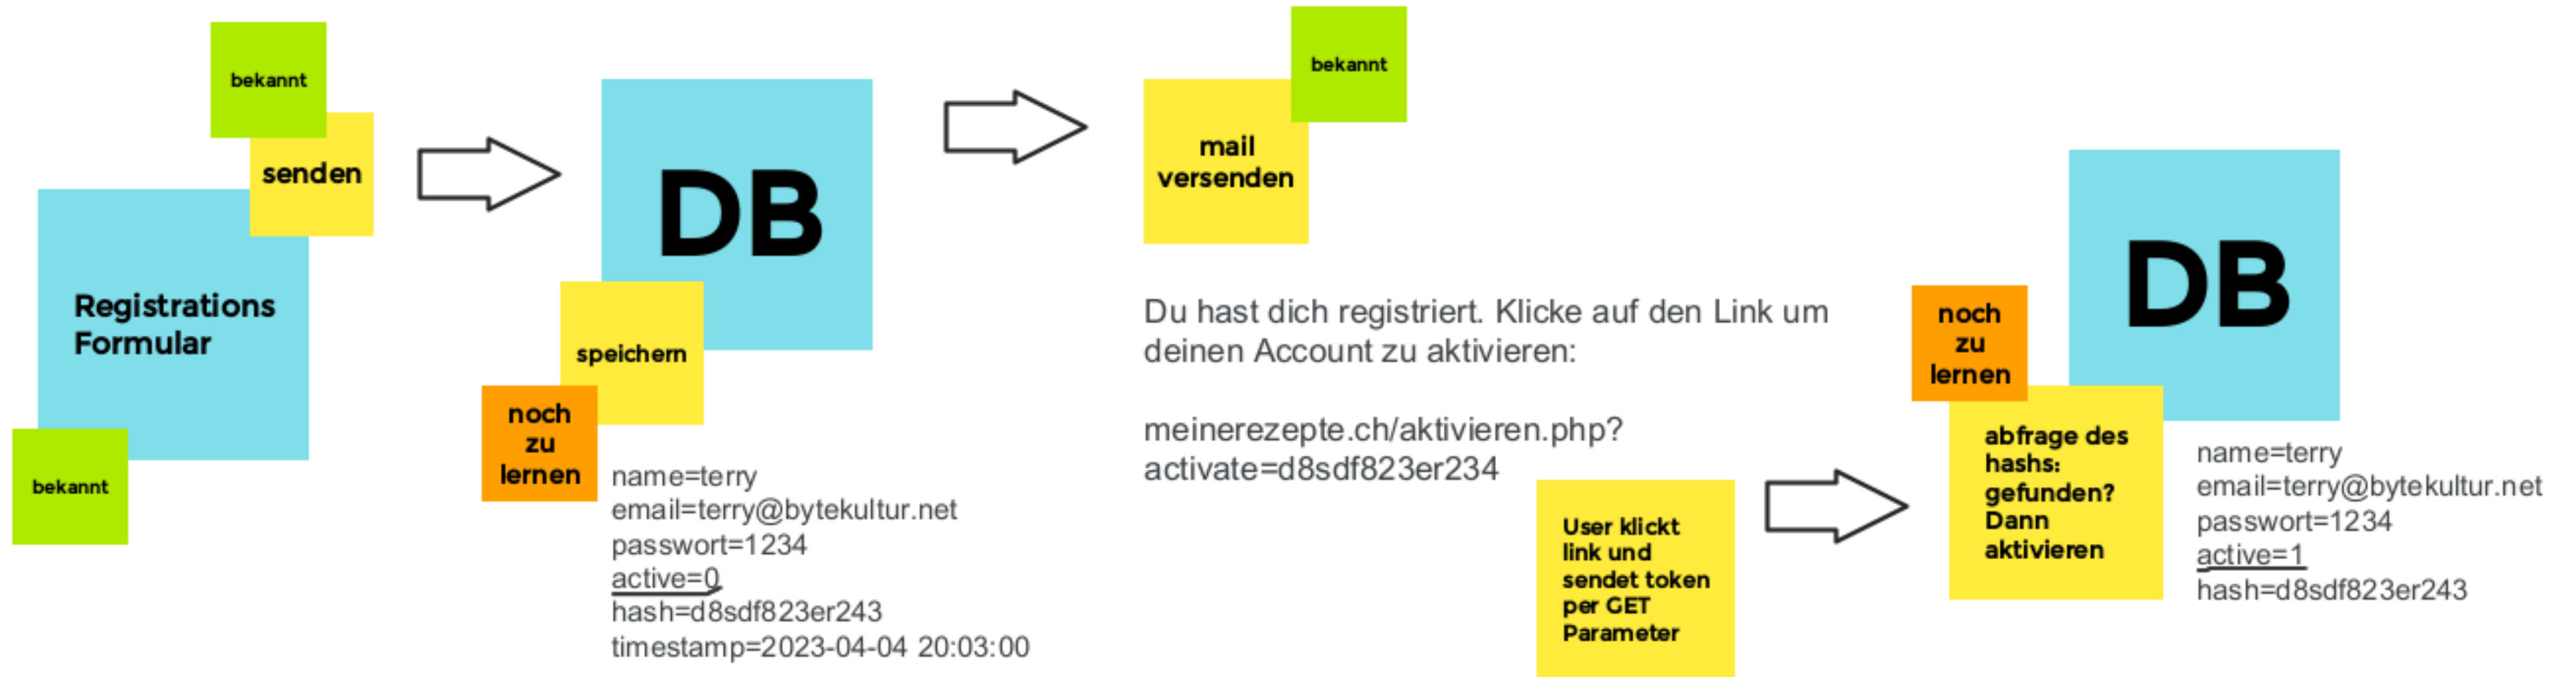 bekannt
senden
Registrations
Formular
bekannt
DB
speichern
noch
zu
lernen
name=terry
email=terry@bytekultur.net
passwort=1234
active=0
hash=d8sdf823er243
timestamp=2023-04-04 20:03:00
bekannt
mail
versenden
Du hast dich registriert. Klicke auf den Link um
deinen Account zu aktivieren:
meinerezepte.ch/aktivieren.php?
activate=d8sdf823er234
User klickt
link und
sendet token
per GET
Parameter
DB
noch
zu
lernen
abfrage des
hashs:
gefunden?
Dann
aktivieren
name=terry
email=terry@bytekultur.net
passwort=1234
active=1
hash=d8sdf823er243